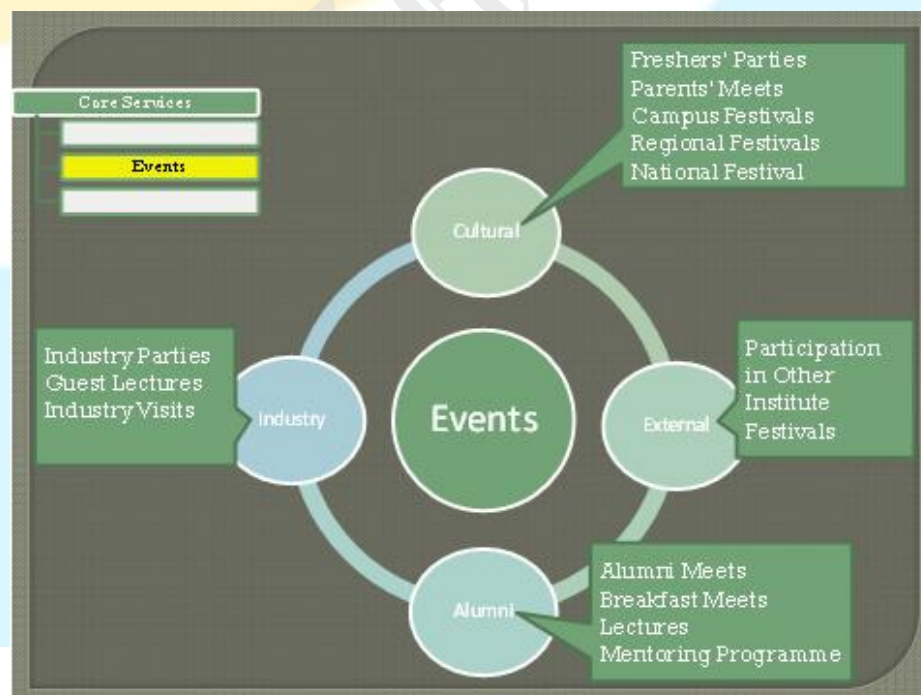 Core Services
Events
Freshers' Parties
Parents' Meets
Campus Festivals
Regional Festivals
National Festival
Cultural
Industry Parties
Guest Lectures
Industry Visits
Industry
Events
External
Participation
in Other
Institute
Festivals
Alumni
Alumni Meets
Breakfast Meets
Lectures
Mentoring Programme